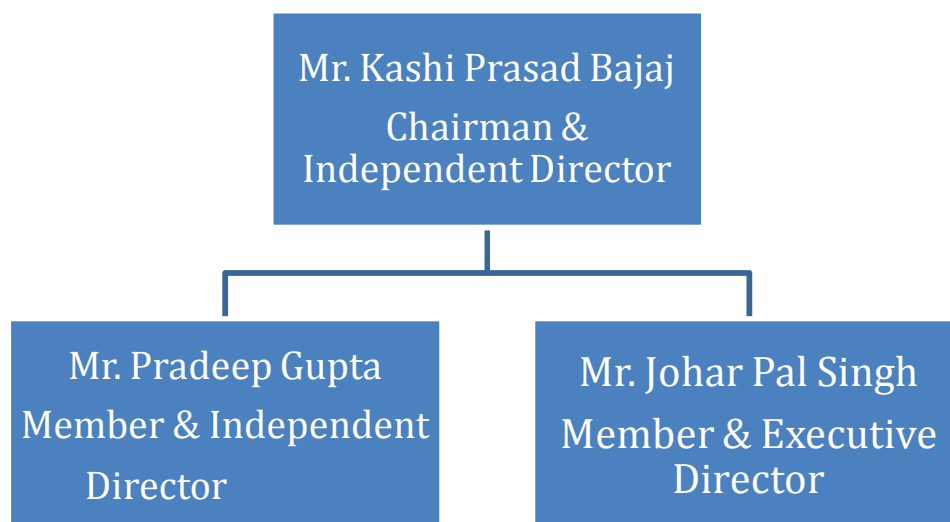 Mr. Kashi Prasad Bajaj
Chairman &
Independent Director
Mr. Pradeep Gupta
Member & Independent
Director
Mr. Johar Pal Singh
Member & Executive
Director